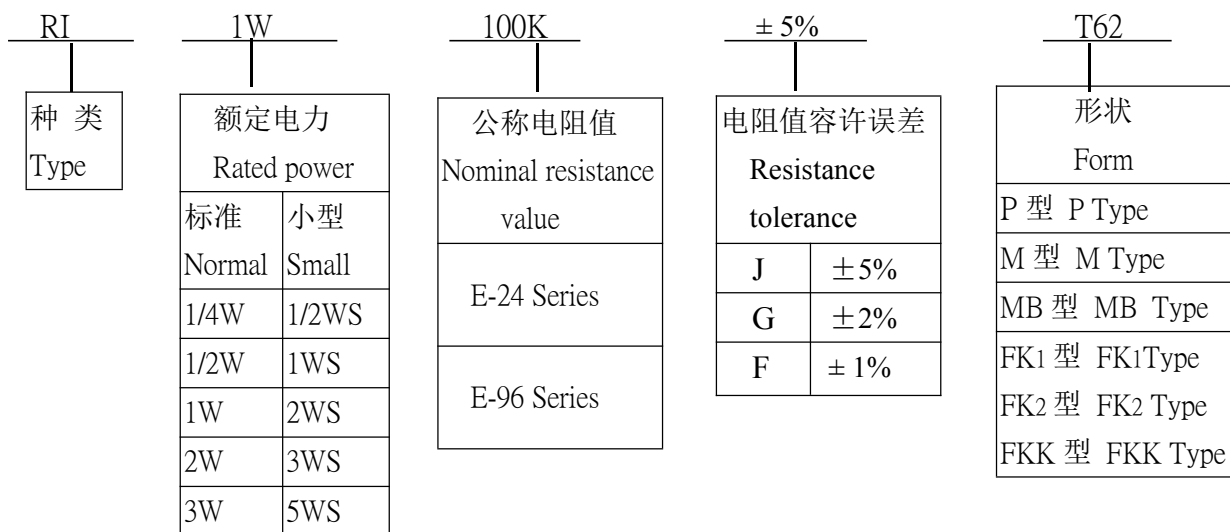 RI 1W 100K ± 5% T62
种 类
Type
额定电力
Rated power
标准 小型
Normal Small
1/4W 1/2WS
1/2W 1WS
1W 2WS
2W 3WS
3W 5WS
公称电阻值
Nominal resistance
value
E-24 Series
E-96 Series
电阻值容许误差
Resistance
tolerance
J ±5%
G ±2%
F ± 1%
形状
Form
P 型 P Type
M 型 M Type
MB 型 MB Type
FK1 型 FK1Type
FK2 型 FK2 Type
FKK 型 FKK Type